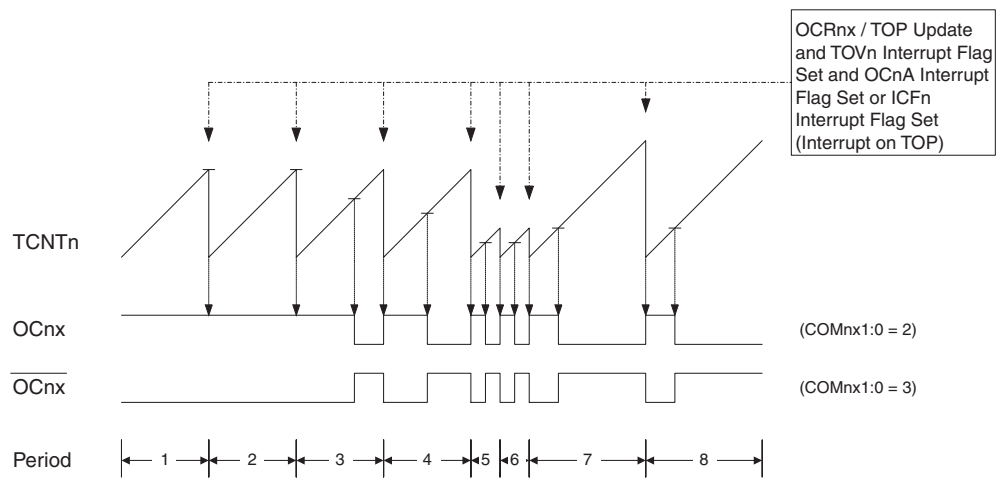 OCRnx / TOP Update
and TOVn Interrupt Flag
Set and OCnA Interrupt
Flag Set or ICFn
Interrupt Flag Set
(Interrupt on TOP)
TCNTn
OCnx
(COMnx1:0 = 2)
OCnx
(COMnx1:0 = 3)
Period
1 2 3 4 5 6 7 8